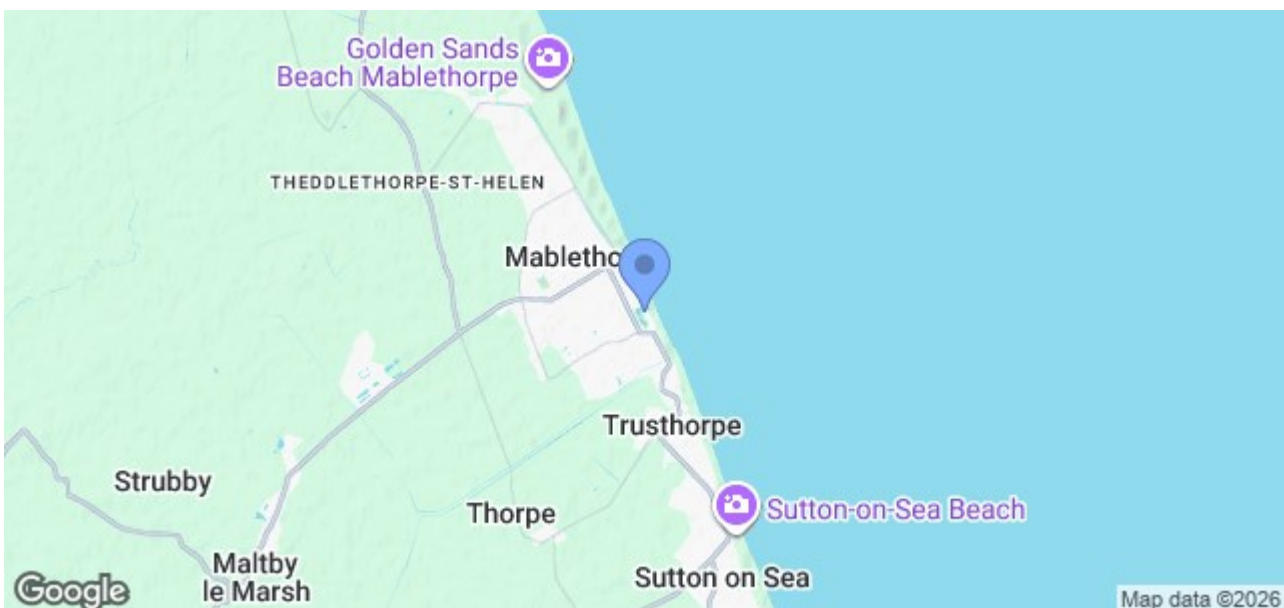 Golden Sands
Beach Mablethorpe
THEDDLETHORPE-ST-HELEN
Mabletho
Trusthorpe
Strubby
Thorpe
Sutton-on-Sea Beach
Maltby
le Marsh
Sutton on Sea
Google
Map data ©2026